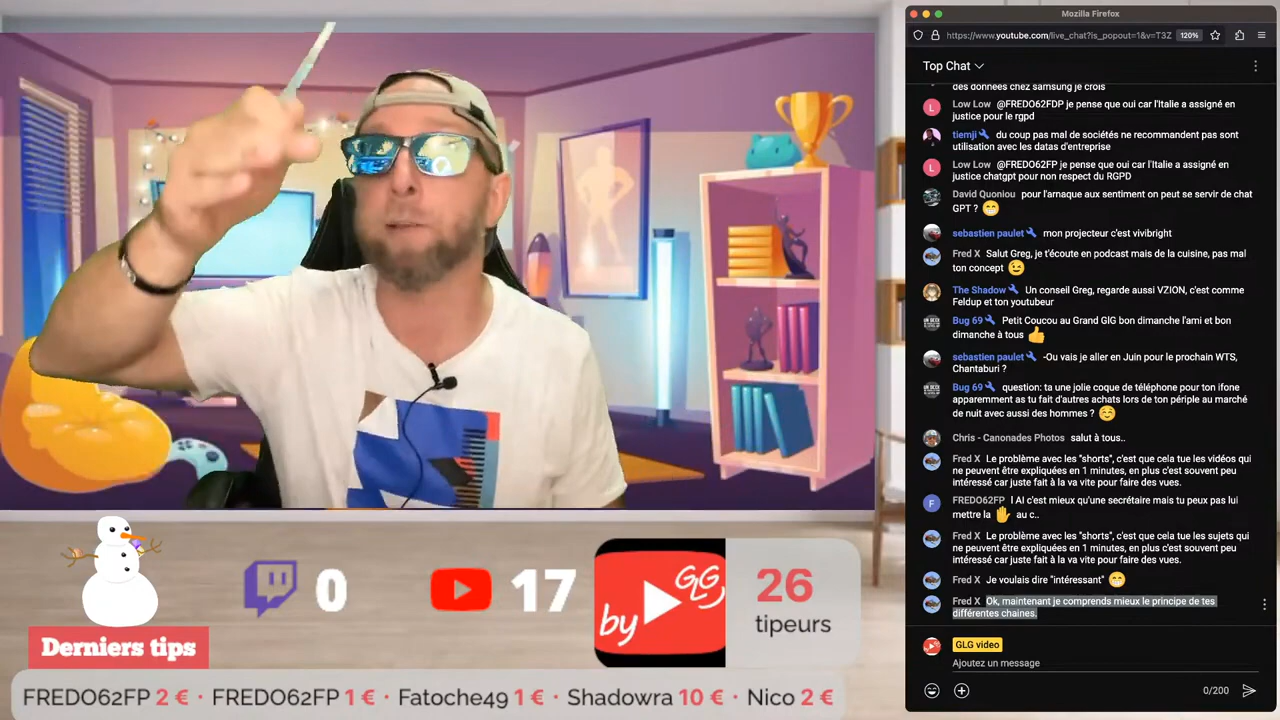 Mozilla Firefox
https://www.youtube.com/live_chat?is_popout=1&v=T3Z
120%
Top Chat
des données chez samsung je crois
Low Low @FREDO62FDP je pense que oui car l'Italie a assigné en
justice pour le rgpd
tiemji du coup pas mal de sociétés ne recommandent pas sont
utilisation avec les datas d'entreprise
Low Low @FREDO62FP je pense que oui car l'Italie a assigné en
justice chatgpt pour non respect du RGPD
David Quoniou pour l'arnaque aux sentiment on peut se servir de chat
GPT ? 😁
sebastien paulet mon projecteur c'est vivibright
Fred X Salut Greg, je t'écoute en podcast mais de la cuisine, pas mal
ton concept 😉
The Shadow Un conseil Greg, regarde aussi VZION, c'est comme
Feldup et ton youtubeur
Bug 69 Petit Coucou au Grand GlG bon dimanche l'ami et bon
dimanche à tous 👍
sebastien paulet -Ou vais je aller en Juin pour le prochain WTS,
Chantaburi ?
Bug 69 question: ta une jolie coque de téléphone pour ton ifone
apparemment as tu fait d'autres achats lors de ton périple au marché
de nuit avec aussi des hommes ? ☺️
Chris - Canonades Photos salut à tous..
Fred X Le problème avec les "shorts", c'est que cela tue les vidéos qui
ne peuvent être expliquées en 1 minutes, en plus c'est souvent peu
intéressé car juste fait à la va vite pour faire des vues.
FREDO62FP l AI c'est mieux qu'une secrétaire mais tu peux pas lui
mettre la ✋ au c..
Fred X Le problème avec les "shorts", c'est que cela tue les sujets qui
ne peuvent être expliquées en 1 minutes, en plus c'est souvent peu
intéressé car juste fait à la va vite pour faire des vues.
Fred X Je voulais dire "intéressant" 😁
Fred X Ok, maintenant je comprends mieux le principe de tes
différentes chaines.
GLG video
Ajoutez un message
0/200
0
17
by GLG
26
tipeurs
Derniers tips
FREDO62FP 2 € · FREDO62FP 1 € · Fatoche49 1 € · Shadowra 10 € · Nico 2 €